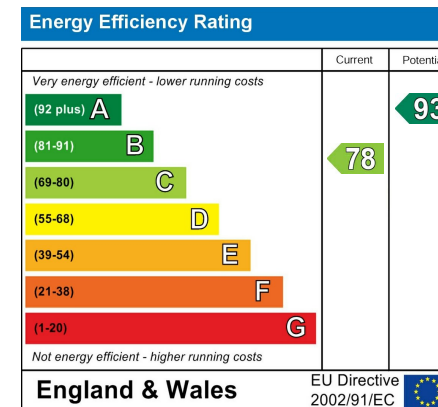 Energy Efficiency Rating
Current
Potentia
Very energy efficient - lower running costs
(92 plus) A
93
(81-91) B
78
(69-80) C
(55-68) D
(39-54) E
(21-38) F
(1-20) G
Not energy efficient - higher running costs
England & Wales
EU Directive
2002/91/EC